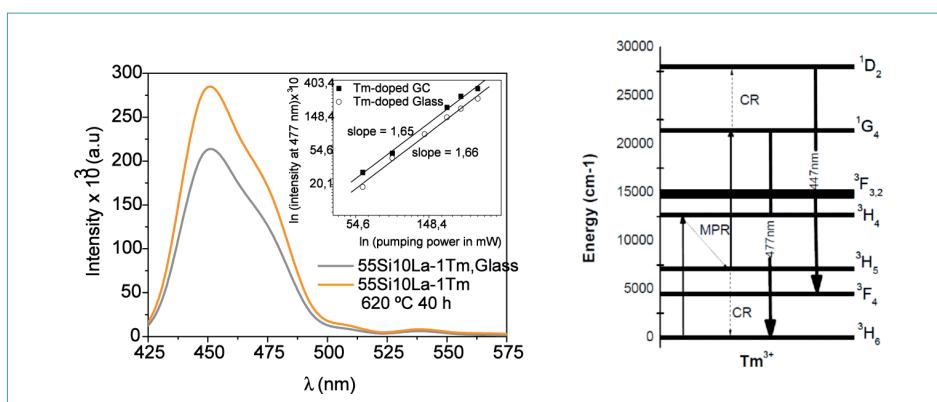 Intensity x 10³ (a.u)
300
250
200
150
100
50
0
425 450 475 500 525 550 575
λ (nm)
ln (intensity at 477 nm)x³10
403,4
148,4
54,6
20,1
Tm-doped GC
Tm-doped Glass
slope = 1,65
slope = 1,66
54,6 148,4
ln (pumping power in mW)
55Si10La-1Tm,Glass
55Si10La-1Tm
620 ºC 40 h
Energy (cm-1)
30000
25000
20000
15000
10000
5000
0
¹D₂
CR
¹G₄
447nm
³F₃,₂
³H₄
MPR
477nm
³H₅
³F₄
CR
³H₆
Tm³⁺